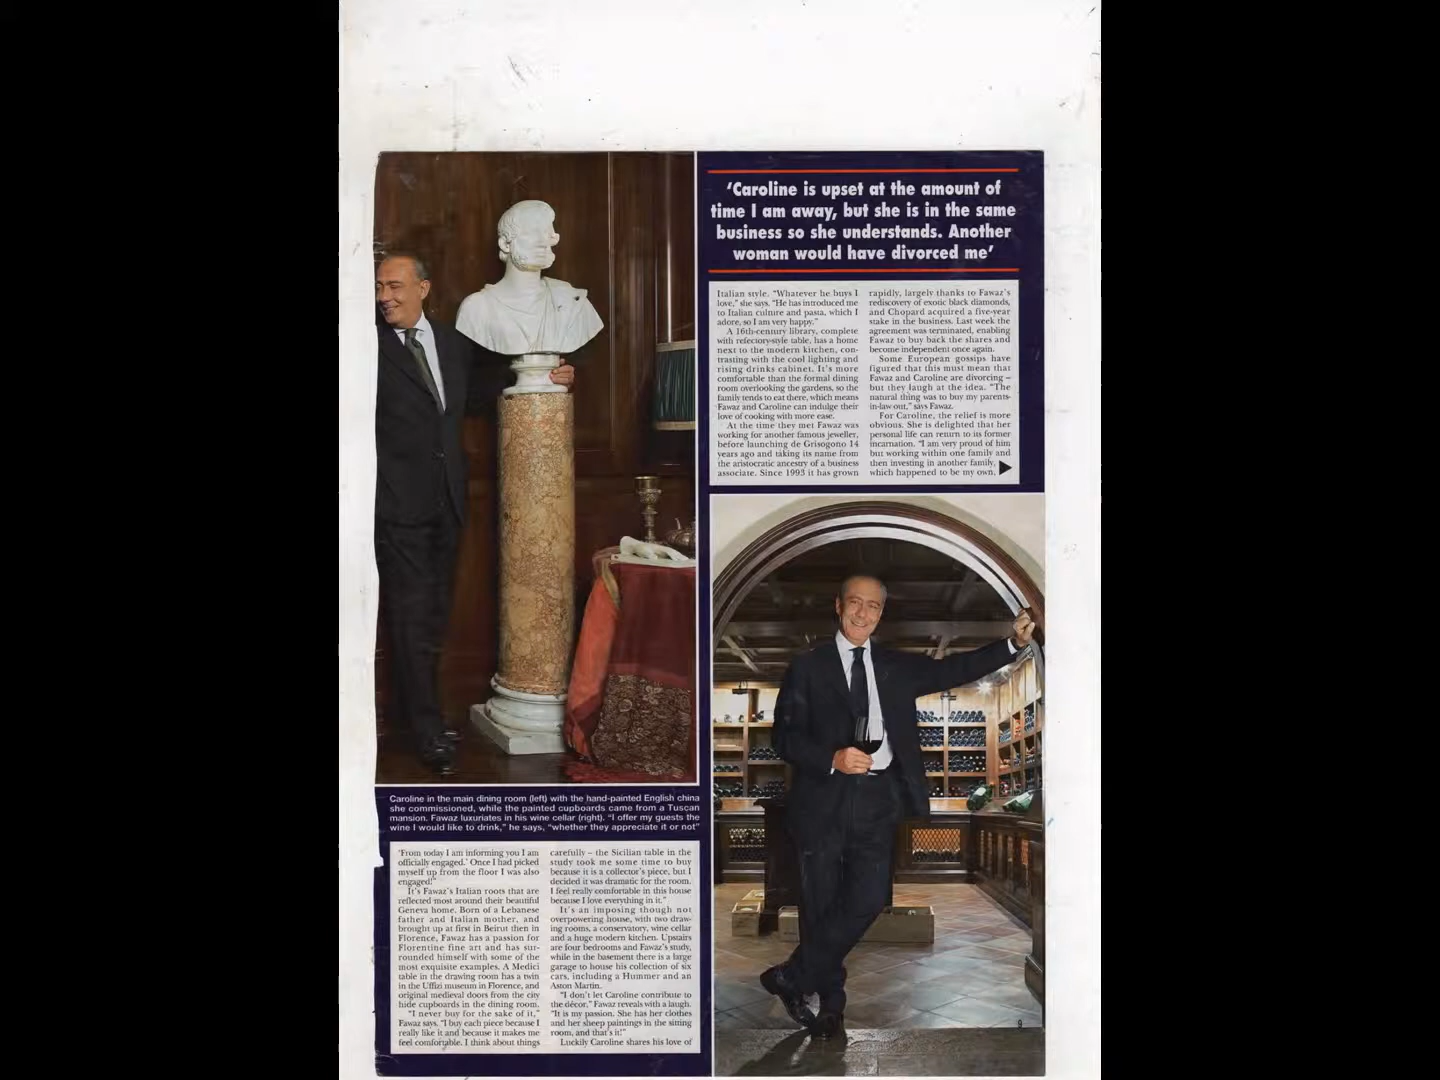 ‘Caroline is upset at the amount of
time I am away, but she is in the same
business so she understands. Another
woman would have divorced me’
Italian style. “Whatever he buys I
love,” she says. “He has introduced me
to Italian culture and pasta, which I
adore, so I am very happy.”
A 16th-century library, complete
with refectory-style table, has a home
next to the modern kitchen, con-
trasting with the cool lighting and
rising drinks cabinet. It’s more
comfortable than the formal dining
room overlooking the gardens, so the
family tends to eat there, which means
Fawaz and Caroline can indulge their
love of cooking with more ease.
At the time they met Fawaz was
working for another famous jeweller,
before launching de Grisogono 14
years ago and taking its name from
the aristocratic ancestry of a business
associate. Since 1993 it has grown
rapidly, largely thanks to Fawaz’s
rediscovery of exotic black diamonds,
and Chopard acquired a five-year
stake in the business. Last week the
agreement was terminated, enabling
Fawaz to buy back the shares and
become independent once again.
Some European gossips have
figured that this must mean that
Fawaz and Caroline are divorcing –
but they laugh at the idea. “The
natural thing was to buy my parents-
in-law out,” says Fawaz.
For Caroline, the relief is more
obvious. She is delighted that her
personal life can return to its former
incarnation. “I am very proud of him
but working within one family and
then investing in another family,
which happened to be my own,
Caroline in the main dining room (left) with the hand-painted English china
she commissioned, while the painted cupboards came from a Tuscan
mansion. Fawaz luxuriates in his wine cellar (right). “I offer my guests the
wine I would like to drink,” he says, “whether they appreciate it or not”
‘From today I am informing you I am
officially engaged.’ Once I had picked
myself up from the floor I was also
engaged!”
It’s Fawaz’s Italian roots that are
reflected most around their beautiful
Geneva home. Born of a Lebanese
father and Italian mother, and
brought up at first in Beirut then in
Florence, Fawaz has a passion for
Florentine fine art and has sur-
rounded himself with some of the
most exquisite examples. A Medici
table in the drawing room has a twin
in the Uffizi museum in Florence, and
original medieval doors from the city
hide cupboards in the dining room.
“I never buy for the sake of it,”
Fawaz says. “I buy each piece because I
really like it and because it makes me
feel comfortable. I think about things
carefully – the Sicilian table in the
study took me some time to buy
because it is a collector’s piece, but I
decided it was dramatic for the room.
I feel really comfortable in this house
because I love everything in it.”
It’s an imposing though not
overpowering house, with two draw-
ing rooms, a conservatory, wine cellar
and a huge modern kitchen. Upstairs
are four bedrooms and Fawaz’s study,
while in the basement there is a large
garage to house his collection of six
cars, including a Hummer and an
Aston Martin.
“I don’t let Caroline contribute to
the décor,” Fawaz reveals with a laugh.
“It is my passion. She has her clothes
and her sheep paintings in the sitting
room, and that’s it!”
Luckily Caroline shares his love of
9